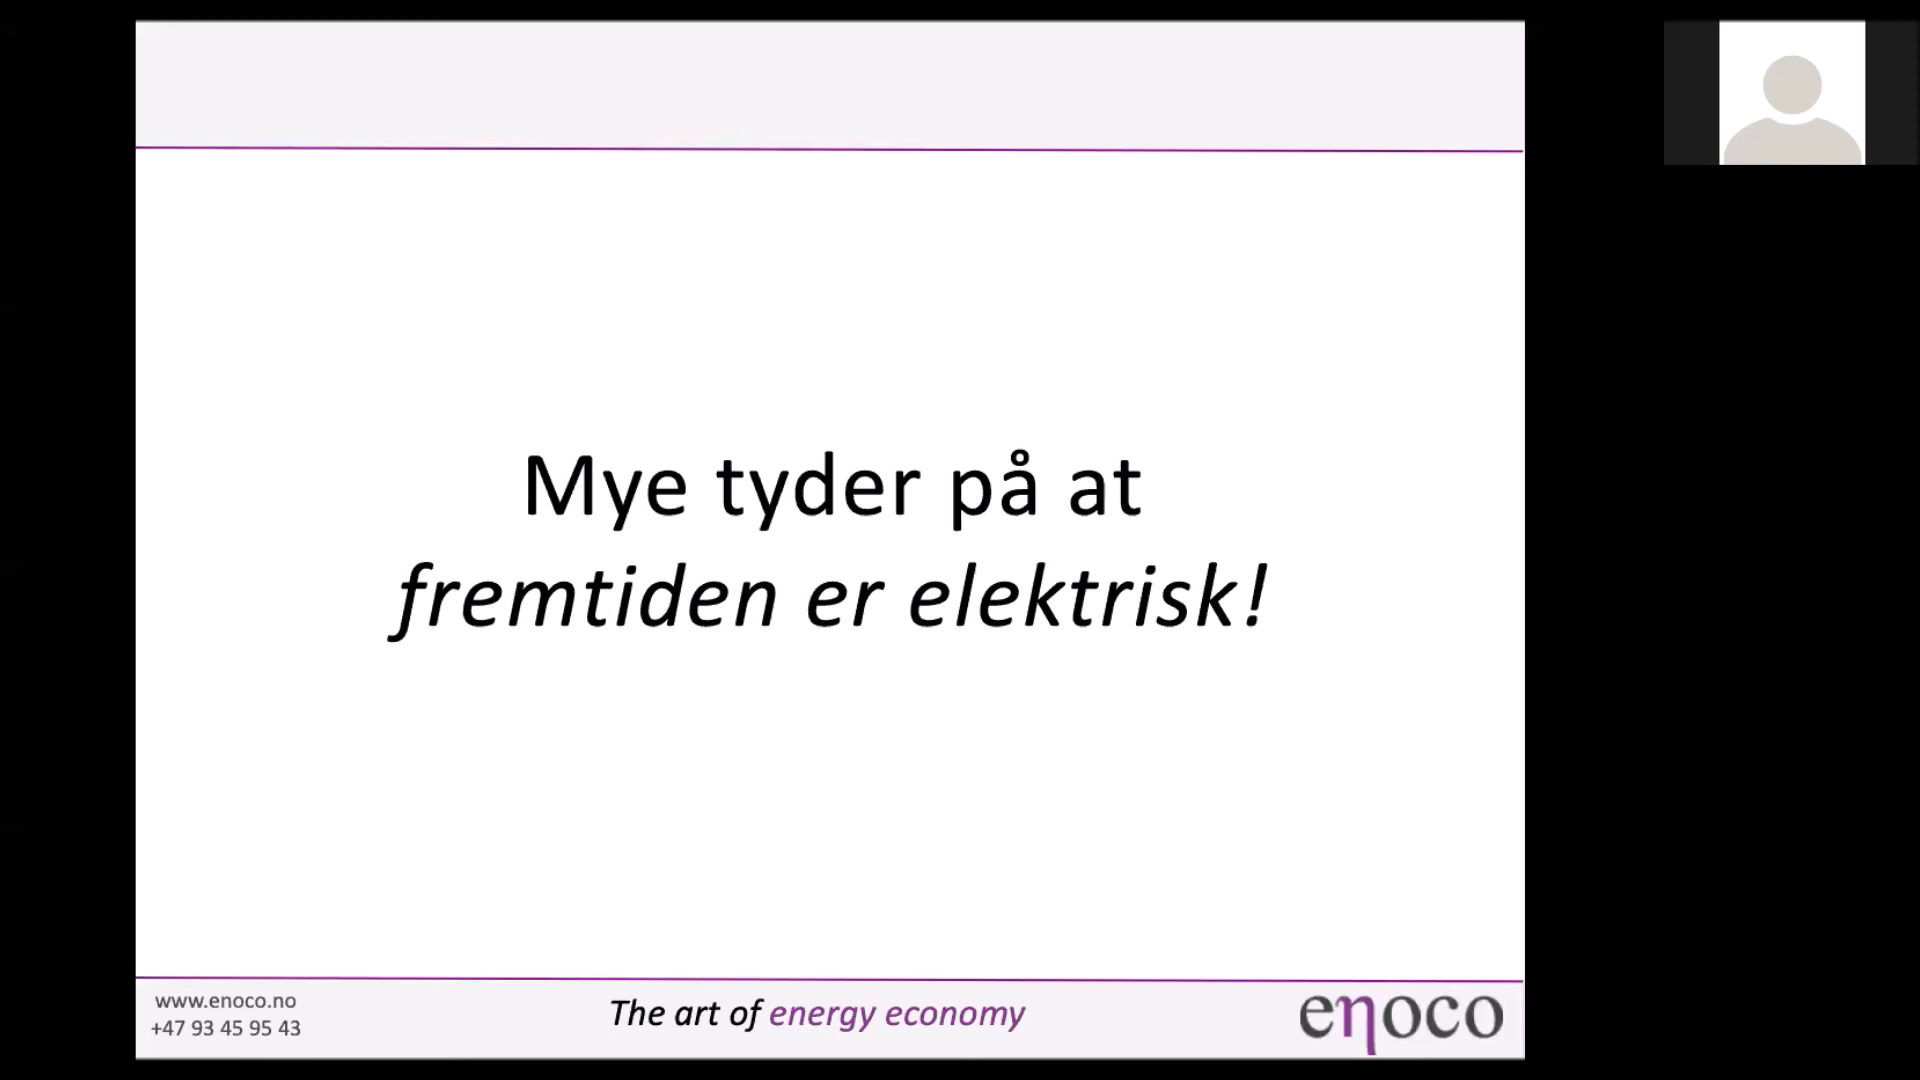 Mye tyder på at
fremtiden er elektrisk!
www.enoco.no
+47 93 45 95 43
The art of energy economy
eηoco